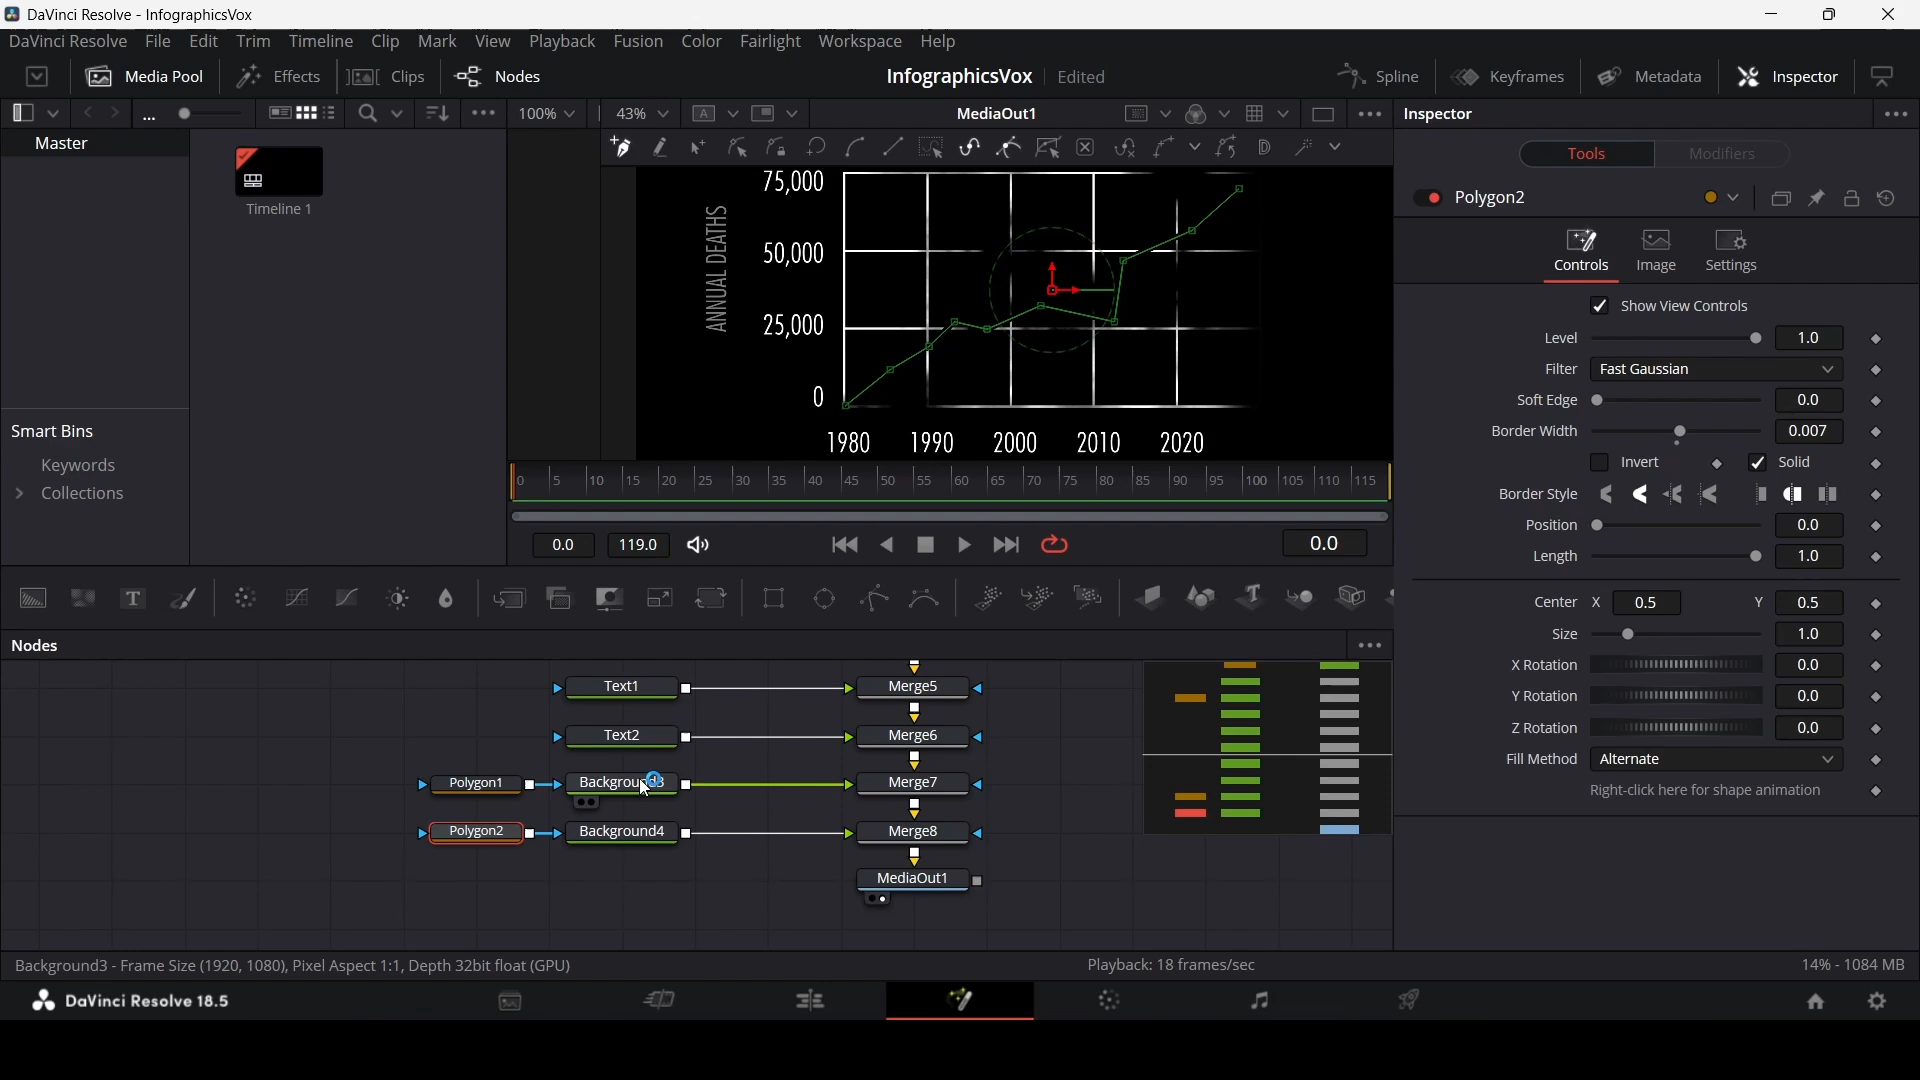 DaVinci Resolve - InfographicsVox
DaVinci Resolve File Edit Trim Timeline Clip Mark View Playback Fusion Color Fairlight Workspace Help
Media Pool Effects Clips Nodes InfographicsVox Edited Spline Keyframes Metadata Inspector
... 100% 43% A MediaOut1 Inspector
Master
Timeline 1
Smart Bins
Keywords
Collections
ANNUAL DEATHS
75,000
50,000
25,000
0
1980 1990 2000 2010 2020
0 5 10 15 20 25 30 35 40 45 50 55 60 65 70 75 80 85 90 95 100 105 110 115
0.0 119.0 0.0
Tools Modifiers
Polygon2
Controls Image Settings
Show View Controls
Level 1.0
Filter Fast Gaussian
Soft Edge 0.0
Border Width 0.007
Invert Solid
Border Style
Position 0.0
Length 1.0
Center X 0.5 Y 0.5
Size 1.0
X Rotation 0.0
Y Rotation 0.0
Z Rotation 0.0
Fill Method Alternate
Right-click here for shape animation
Nodes
Text1 Merge5
Text2 Merge6
Polygon1 Background3 Merge7
Polygon2 Background4 Merge8
MediaOut1
Background3 - Frame Size (1920, 1080), Pixel Aspect 1:1, Depth 32bit float (GPU) Playback: 18 frames/sec 14% - 1084 MB
DaVinci Resolve 18.5